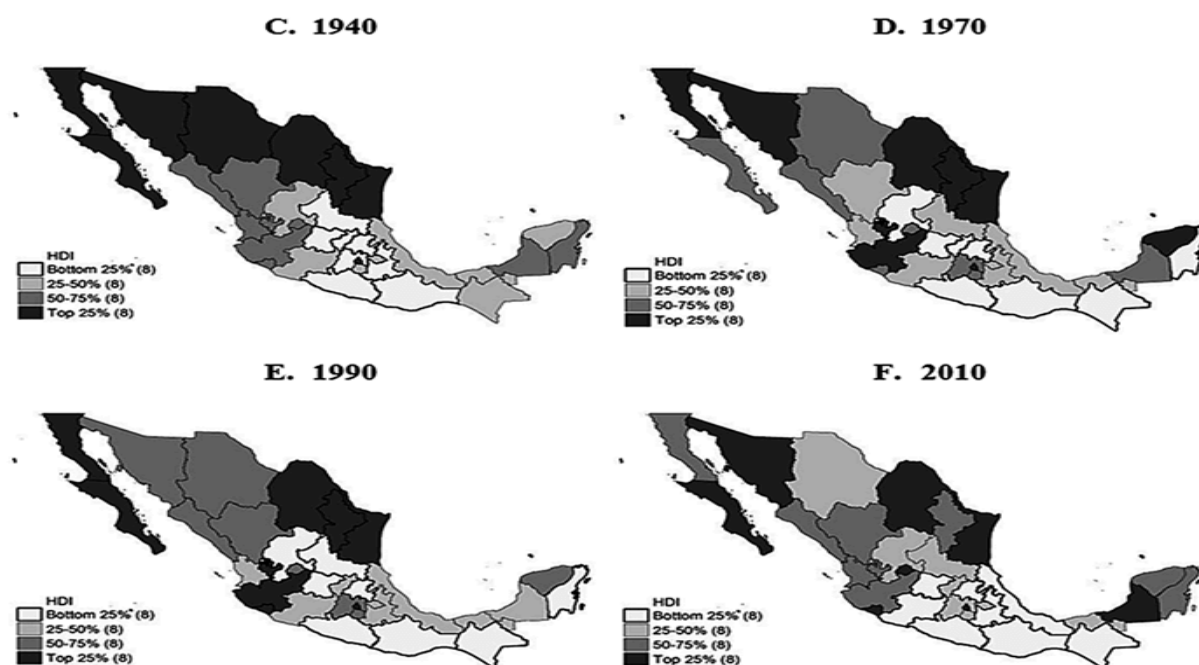 C. 1940
HDI
Bottom 25% (8)
25-50% (8)
50-75% (8)
Top 25% (8)
D. 1970
HDI
Bottom 25% (8)
25-50% (8)
50-75% (8)
Top 25% (8)
E. 1990
HDI
Bottom 25% (8)
25-50% (8)
50-75% (8)
Top 25% (8)
F. 2010
HDI
Bottom 25% (8)
25-50% (8)
50-75% (8)
Top 25% (8)